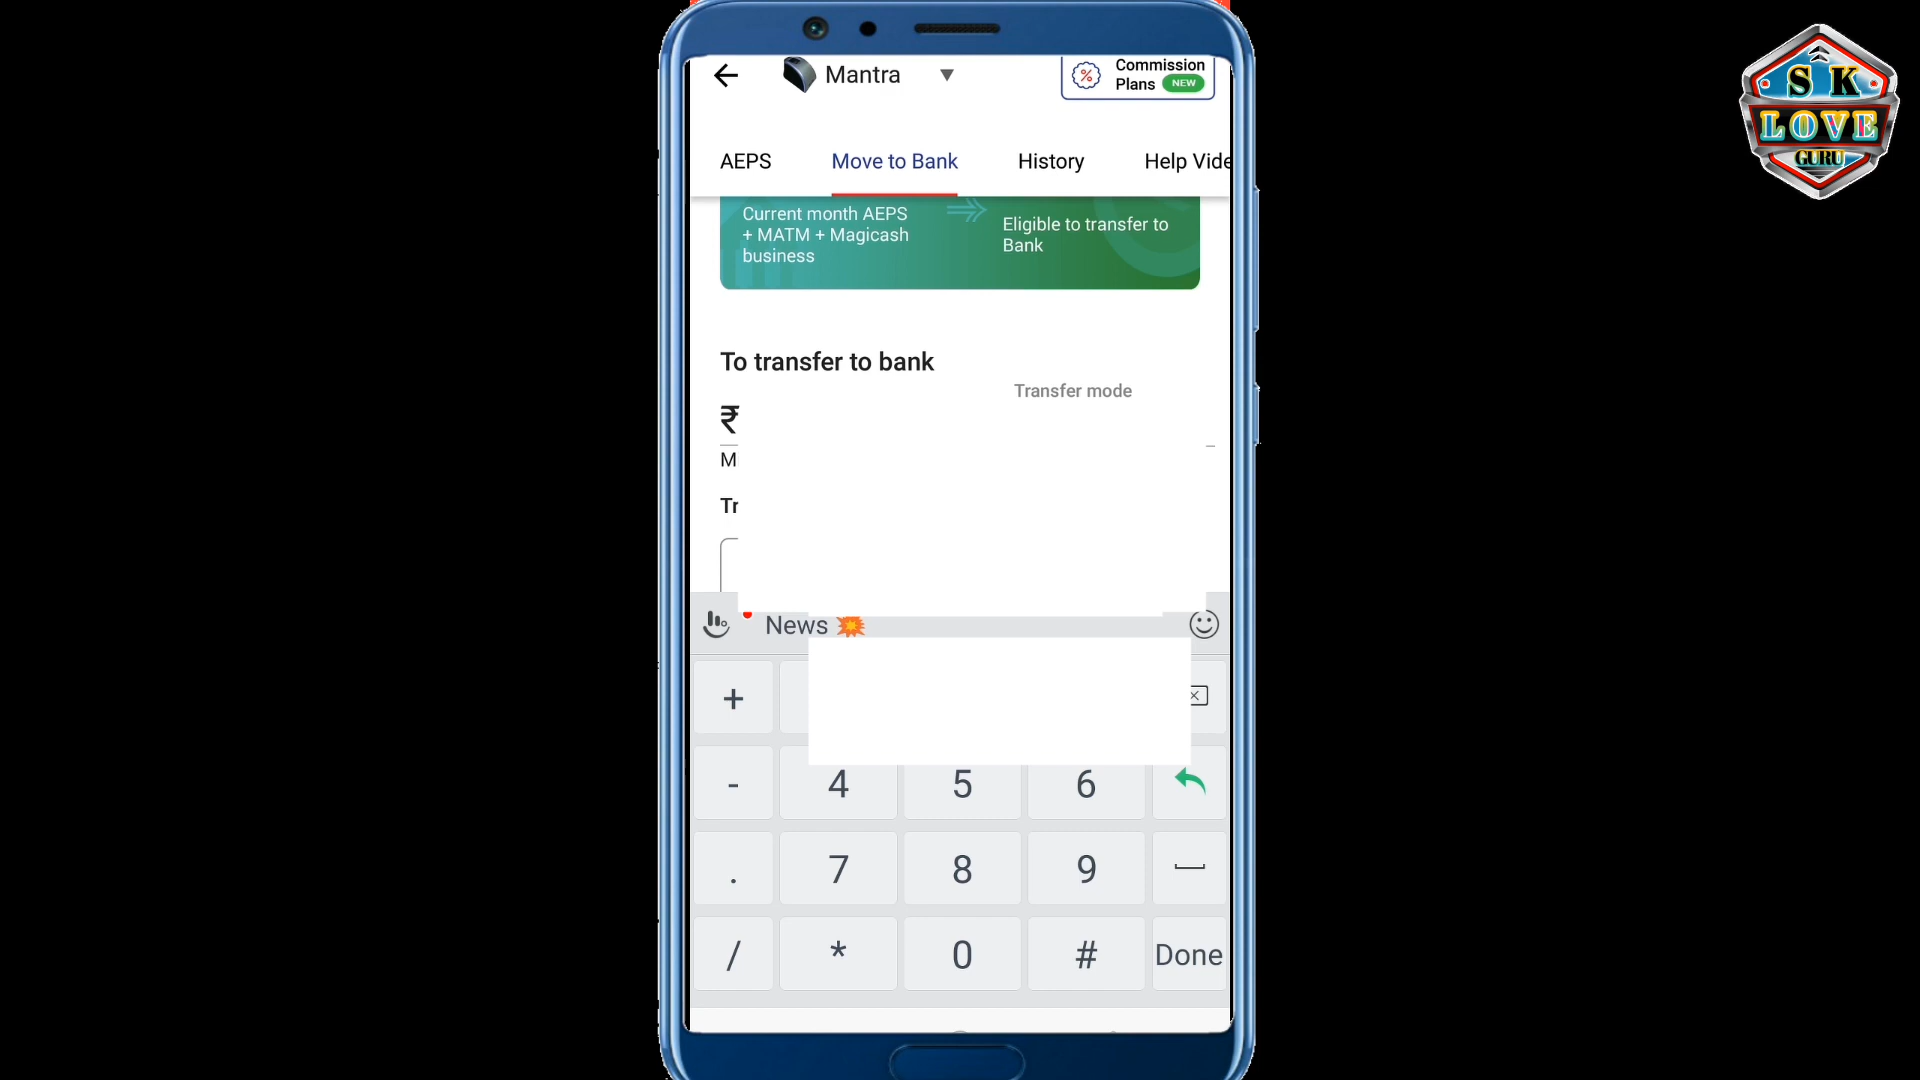 Mantra
Commission
Plans NEW
AEPS Move to Bank History Help Vide
Current month AEPS
+ MATM + Magicash
business
Eligible to transfer to
Bank
To transfer to bank
Transfer mode
₹
M
Tr
News
+
- 4 5 6
. 7 8 9
/ * 0 # Done
S K
LOVE
GURU